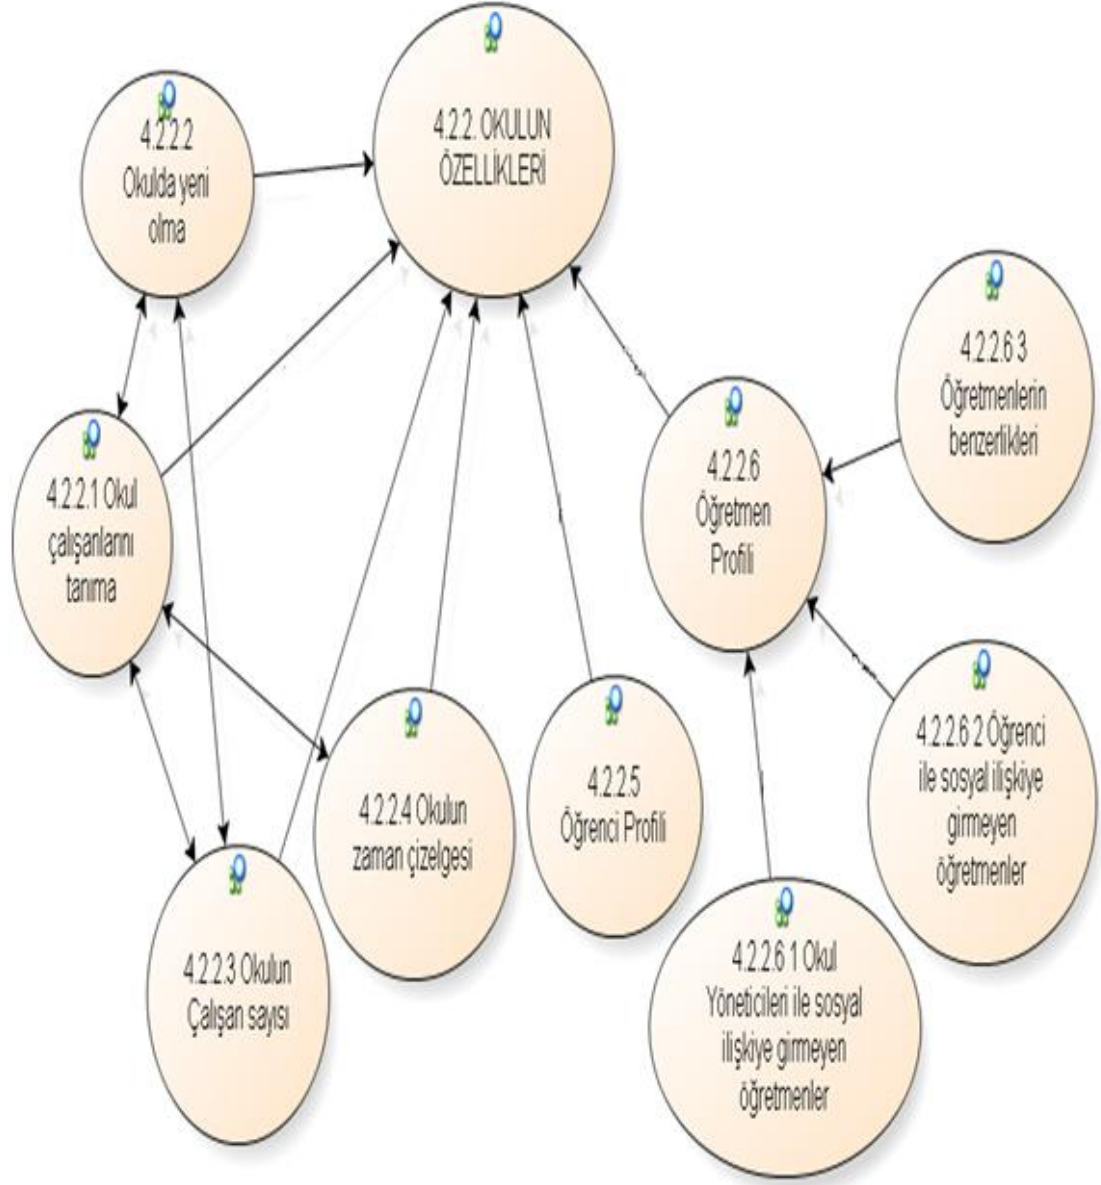 4.2.2. OKULUN
ÖZELLİKLERİ
4.2.2.2
Okulda yeni
olma
4.2.2.6 3
Öğretmenlerin
benzerlikleri
4.2.2.1 Okul
çalışanlarını
tanıma
4.2.2.6
Öğretmen
Profili
4.2.2.4 Okulun
zaman çizelgesi
4.2.2.5
Öğrenci Profili
4.2.2.6 2 Öğrenci
ile sosyal ilişkiye
girmeyen
öğretmenler
4.2.2.3 Okulun
Çalışan sayısı
4.2.2.6 1 Okul
Yöneticileri ile sosyal
ilişkiye girmeyen
öğretmenler